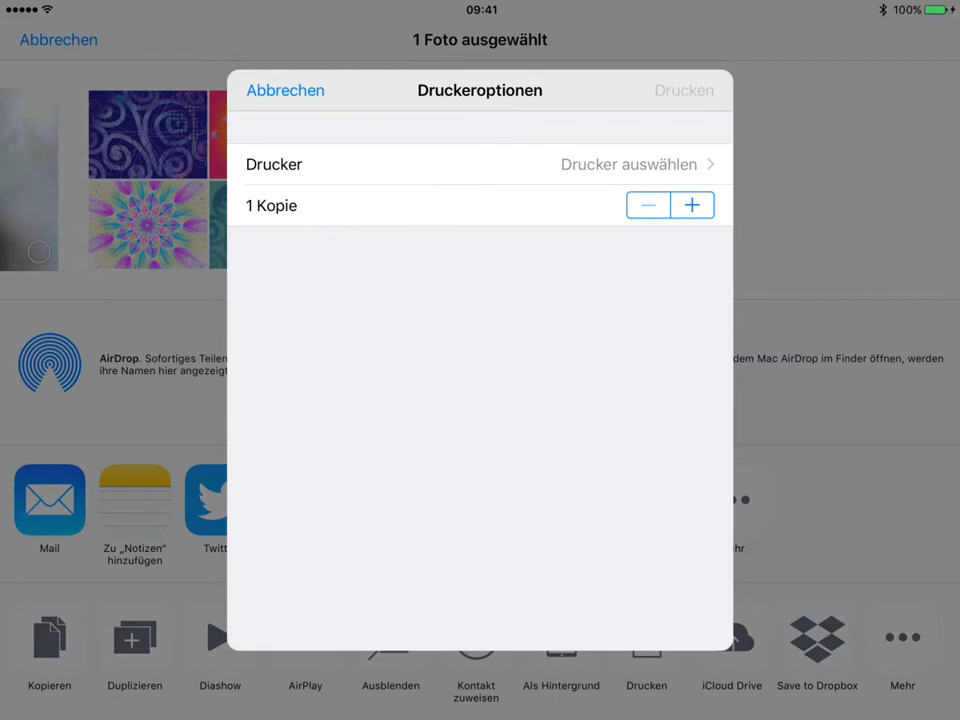 09:41
100%
Abbrechen
1 Foto ausgewählt
Abbrechen
Druckeroptionen
Drucken
Drucker
Drucker auswählen
1 Kopie
AirDrop. Sofortiges Teilen
ihre Namen hier angezeigt
dem Mac AirDrop im Finder öffnen, werden
Mail
Zu „Notizen“
hinzufügen
Twitt
hr
Kopieren
Duplizieren
Diashow
AirPlay
Ausblenden
Kontakt
zuweisen
Als Hintergrund
Drucken
iCloud Drive
Save to Dropbox
Mehr